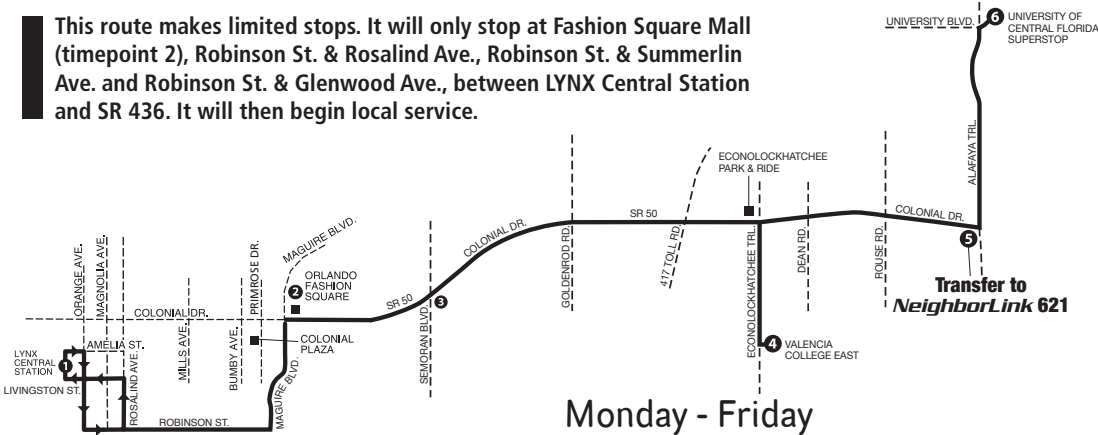 This route makes limited stops. It will only stop at Fashion Square Mall
(timepoint 2), Robinson St. & Rosalind Ave., Robinson St. & Summerlin
Ave. and Robinson St. & Glenwood Ave., between LYNX Central Station
and SR 436. It will then begin local service.
UNIVERSITY BLVD.
6
UNIVERSITY OF
CENTRAL FLORIDA
SUPERSTOP
ALAFAYA TRL.
ECONOLOCKHATCHEE
PARK & RIDE
SR 50
COLONIAL DR.
5
Transfer to
NeighborLink 621
ROUSE RD.
DEAN RD.
ECONOLOCKHATCHEE TRL.
4
VALENCIA
COLLEGE EAST
417 TOLL RD.
GOLDENROD RD.
COLONIAL DR.
SR 50
3
SEMORAN BLVD.
MAGUIRE BLVD.
2
ORLANDO
FASHION
SQUARE
PRIMROSE DR.
COLONIAL
PLAZA
COLONIAL DR.
ORANGE AVE.
MAGNOLIA AVE.
AMELIA ST.
LYNX
CENTRAL
STATION
1
LIVINGSTON ST.
ROSALIND AVE.
MILLS AVE.
BUMBY AVE.
MAGUIRE BLVD.
ROBINSON ST.
Monday - Friday